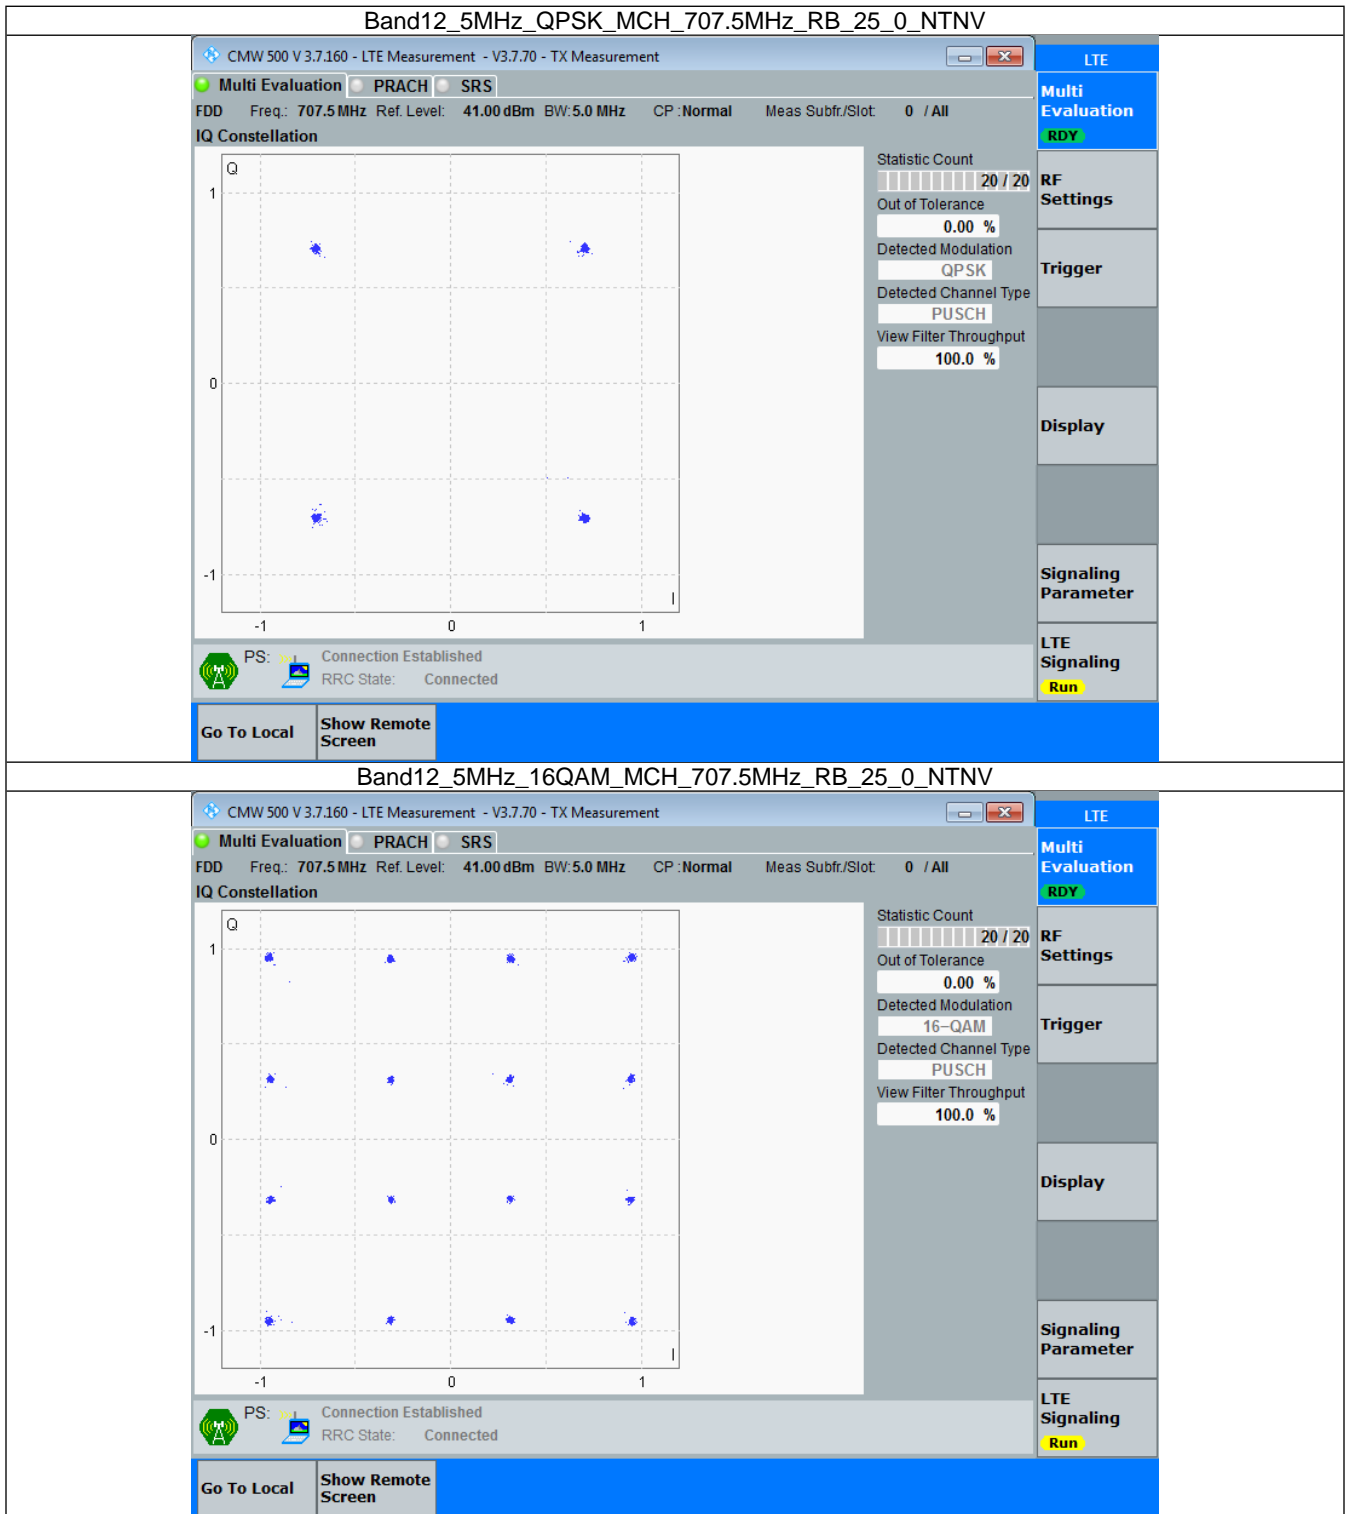 Band12_5MHz_QPSK_MCH_707.5MHz_RB_25_0_NTNV
CMW 500 V 3.7.160 - LTE Measurement - V3.7.70 - TX Measurement
LTE
Multi Evaluation PRACH SRS
Multi
Evaluation
RDY
FDD Freq.: 707.5 MHz Ref. Level: 41.00 dBm BW: 5.0 MHz CP : Normal Meas Subfr./Slot: 0 / All
IQ Constellation
Q
1
0
-1
I
-1 0 1
Statistic Count
20 / 20
Out of Tolerance
0.00 %
Detected Modulation
QPSK
Detected Channel Type
PUSCH
View Filter Throughput
100.0 %
RF
Settings
Trigger
Display
Signaling
Parameter
LTE
Signaling
Run
PS: Connection Established
RRC State: Connected
Go To Local
Show Remote
Screen
Band12_5MHz_16QAM_MCH_707.5MHz_RB_25_0_NTNV
CMW 500 V 3.7.160 - LTE Measurement - V3.7.70 - TX Measurement
LTE
Multi Evaluation PRACH SRS
Multi
Evaluation
RDY
FDD Freq.: 707.5 MHz Ref. Level: 41.00 dBm BW: 5.0 MHz CP : Normal Meas Subfr./Slot: 0 / All
IQ Constellation
Q
1
0
-1
I
-1 0 1
Statistic Count
20 / 20
Out of Tolerance
0.00 %
Detected Modulation
16-QAM
Detected Channel Type
PUSCH
View Filter Throughput
100.0 %
RF
Settings
Trigger
Display
Signaling
Parameter
LTE
Signaling
Run
PS: Connection Established
RRC State: Connected
Go To Local
Show Remote
Screen